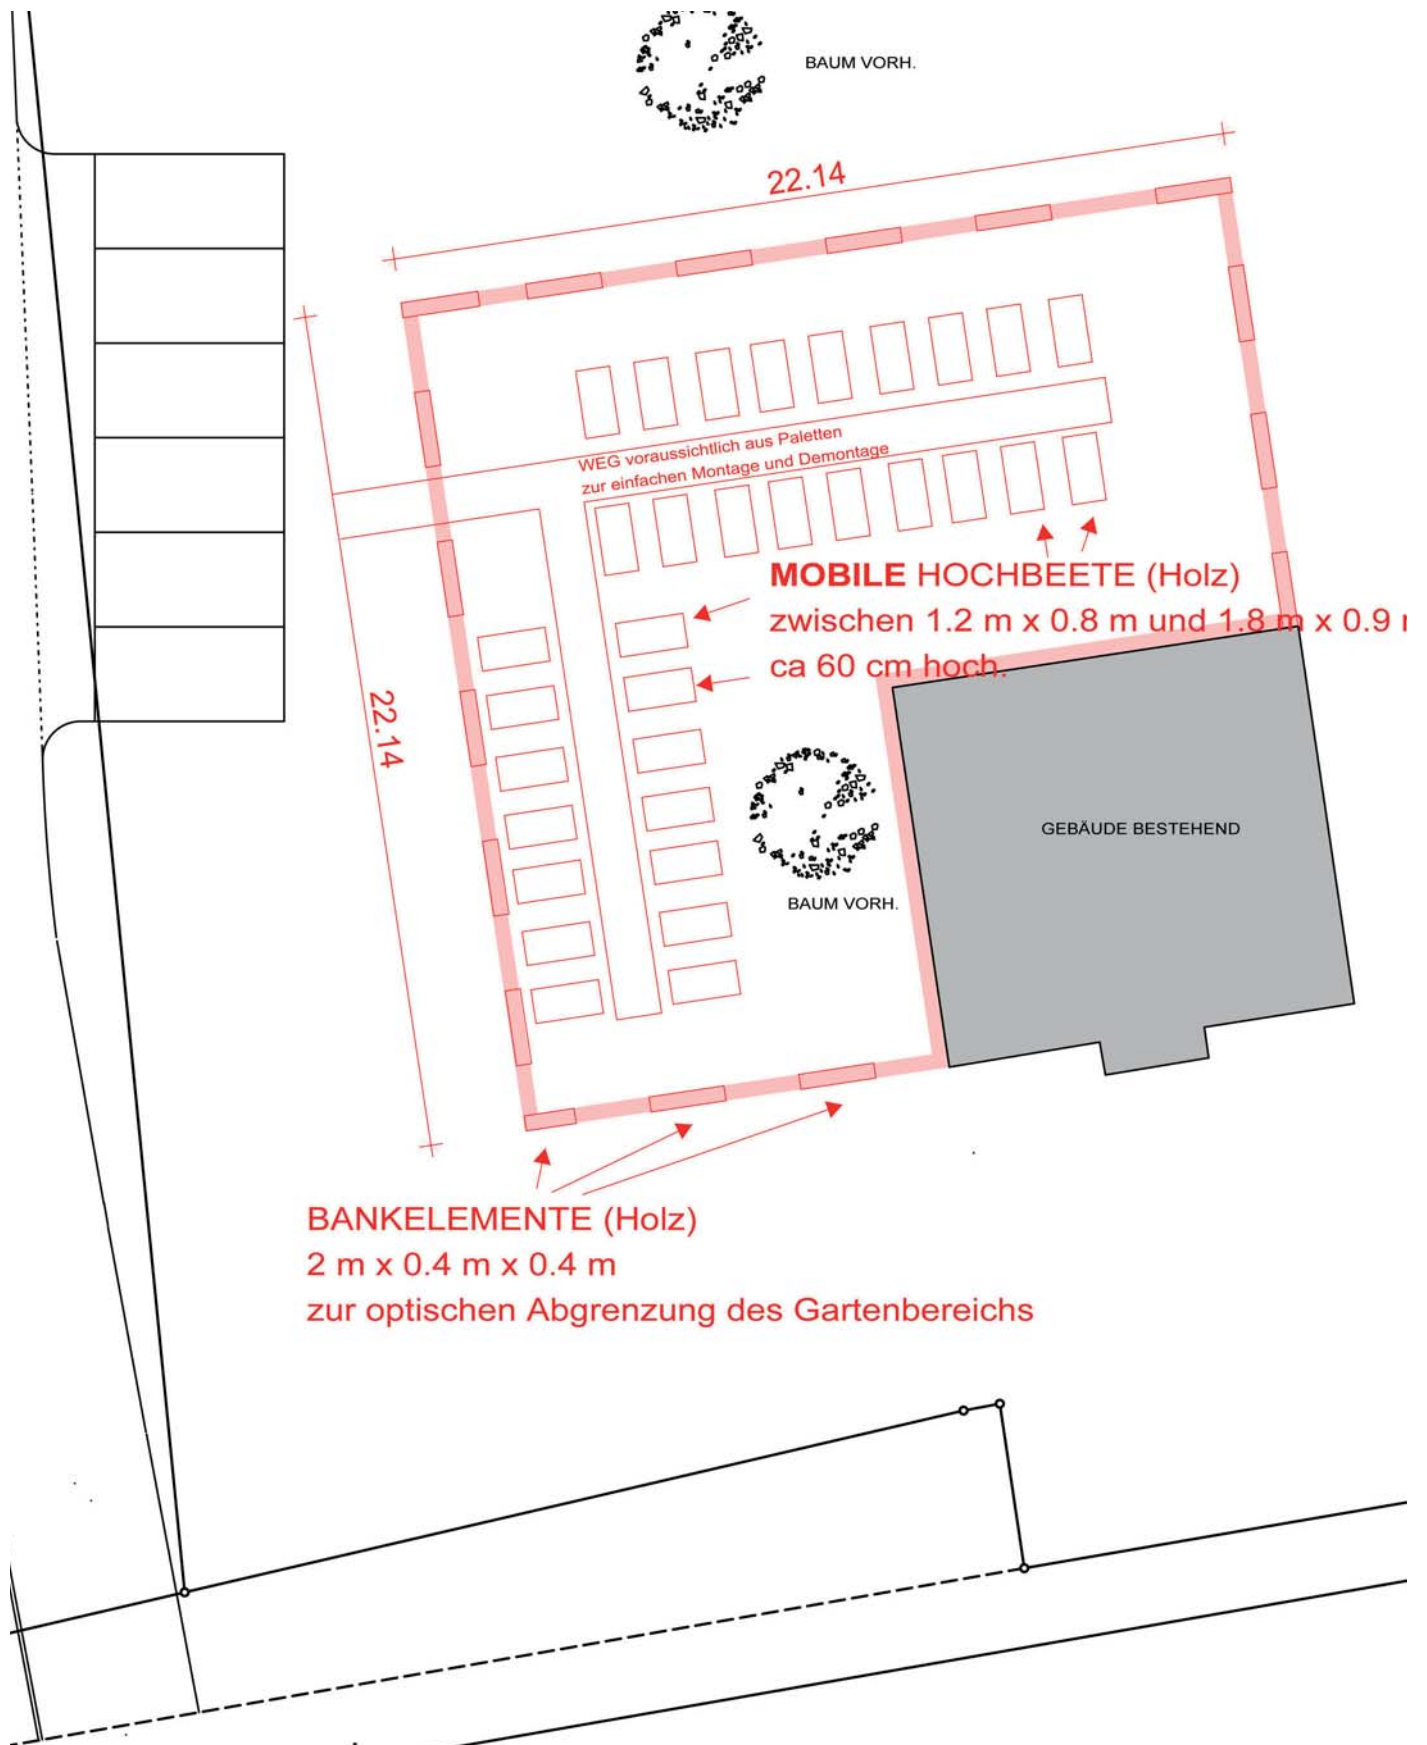 BAUM VORH.
22.14
WEG voraussichtlich aus Paletten
zur einfachen Montage und Demontage
MOBILE HOCHBEETE (Holz)
zwischen 1.2 m x 0.8 m und 1.8 m x 0.9
ca 60 cm hoch.
22.14
GEBÄUDE BESTEHEND
BAUM VORH.
BANKELEMENTE (Holz)
2 m x 0.4 m x 0.4 m
zur optischen Abgrenzung des Gartenbereichs